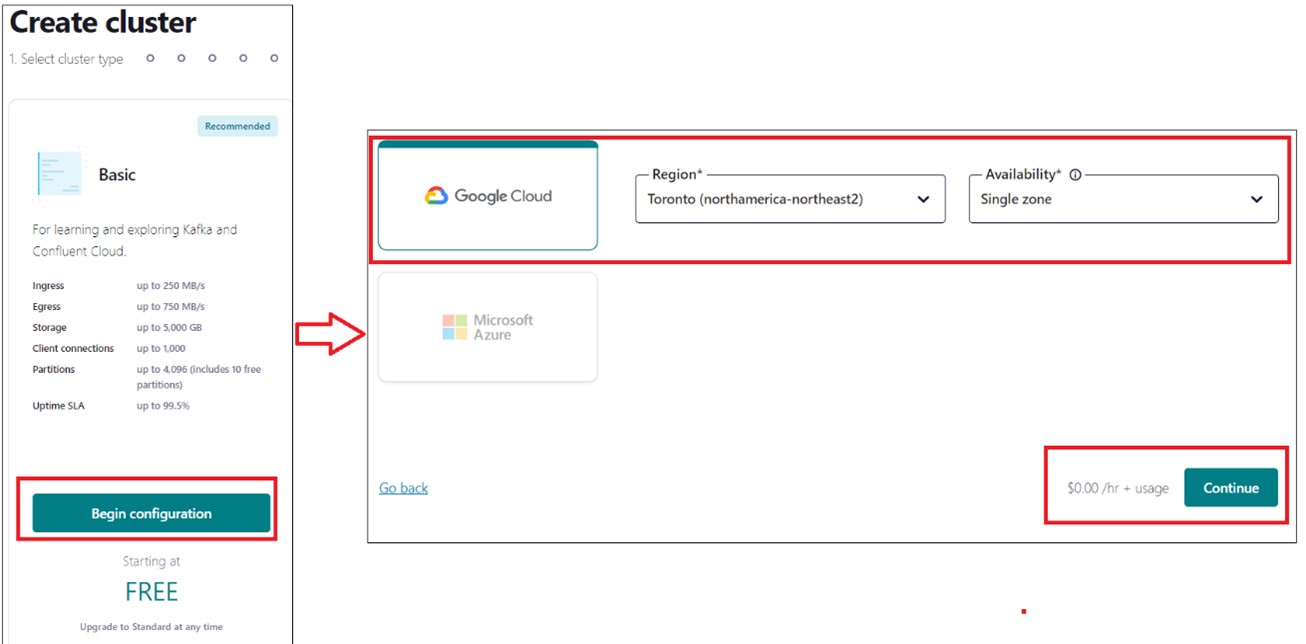 Create cluster
1. Select cluster type
Recommended
Basic
For learning and exploring Kafka and
Confluent Cloud.
Ingress up to 250 MB/s
Egress up to 750 MB/s
Storage up to 5,000 GB
Client connections up to 1,000
Partitions up to 4,096 (includes 10 free
partitions)
Uptime SLA up to 99.5%
Begin configuration
Starting at
FREE
Upgrade to Standard at any time
Google Cloud
Region*
Toronto (northamerica-northeast2)
Availability*
Single zone
Microsoft
Azure
Go back
$0.00 /hr + usage
Continue